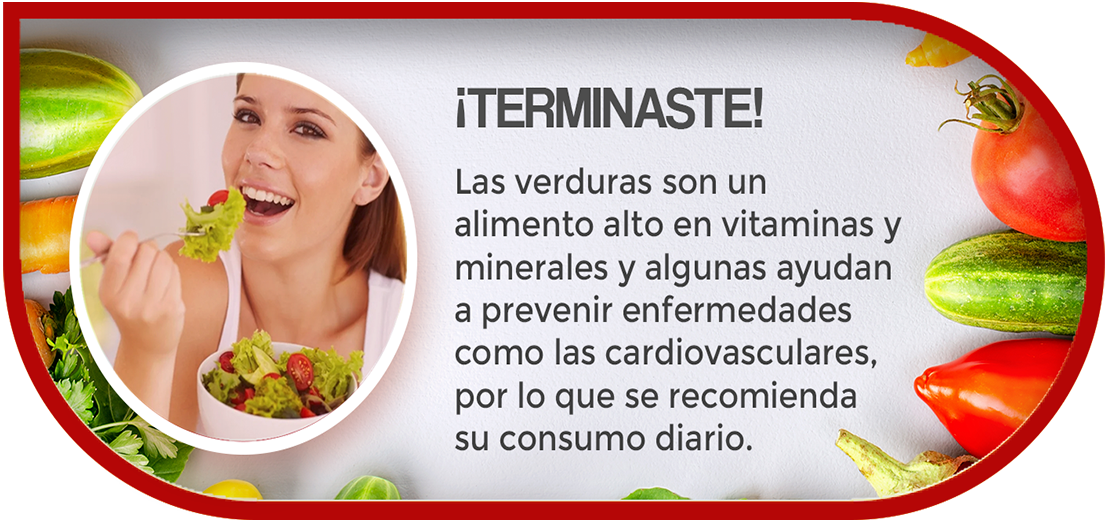 ¡TERMINASTE!
Las verduras son un
alimento alto en vitaminas y
minerales y algunas ayudan
a prevenir enfermedades
como las cardiovasculares,
por lo que se recomienda
su consumo diario.